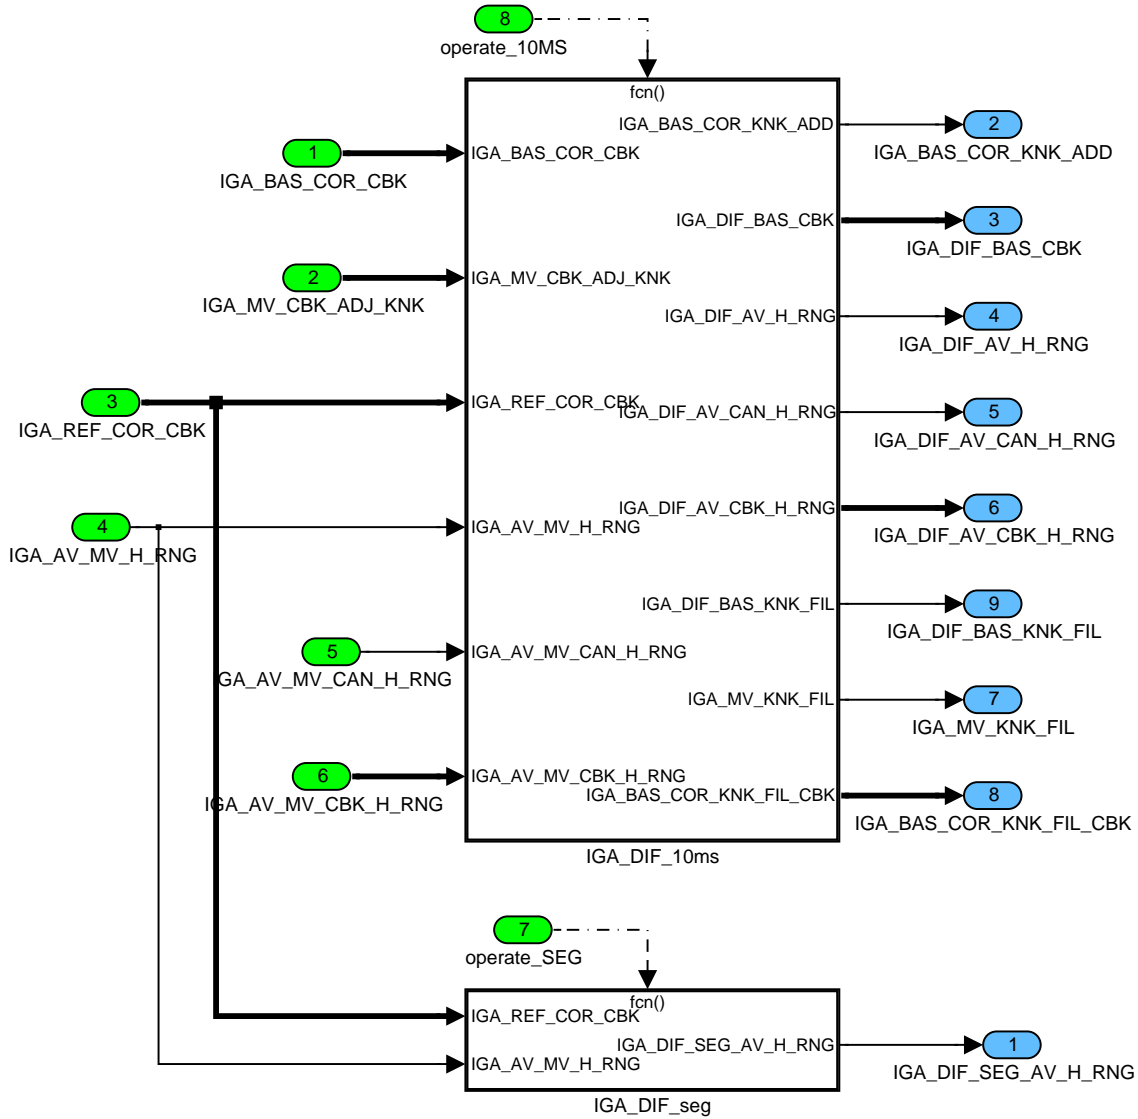 8
operate_10MS
fcn()
IGA_BAS_COR_KNK_ADD
2
IGA_BAS_COR_KNK_ADD
1
IGA_BAS_COR_CBK
IGA_BAS_COR_CBK
IGA_DIF_BAS_CBK
3
IGA_DIF_BAS_CBK
2
IGA_MV_CBK_ADJ_KNK
IGA_MV_CBK_ADJ_KNK
IGA_DIF_AV_H_RNG
4
IGA_DIF_AV_H_RNG
3
IGA_REF_COR_CBK
IGA_REF_COR_CBK
IGA_DIF_AV_CAN_H_RNG
5
IGA_DIF_AV_CAN_H_RNG
4
IGA_AV_MV_H_RNG
IGA_AV_MV_H_RNG
IGA_DIF_AV_CBK_H_RNG
6
IGA_DIF_AV_CBK_H_RNG
IGA_DIF_BAS_KNK_FIL
9
IGA_DIF_BAS_KNK_FIL
5
IGA_AV_MV_CAN_H_RNG
IGA_AV_MV_CAN_H_RNG
IGA_MV_KNK_FIL
7
IGA_MV_KNK_FIL
6
IGA_AV_MV_CBK_H_RNG
IGA_AV_MV_CBK_H_RNG
IGA_BAS_COR_KNK_FIL_CBK
8
IGA_BAS_COR_KNK_FIL_CBK
IGA_DIF_10ms
7
operate_SEG
fcn()
IGA_REF_COR_CBK
IGA_AV_MV_H_RNG
IGA_DIF_SEG_AV_H_RNG
1
IGA_DIF_SEG_AV_H_RNG
IGA_DIF_seg